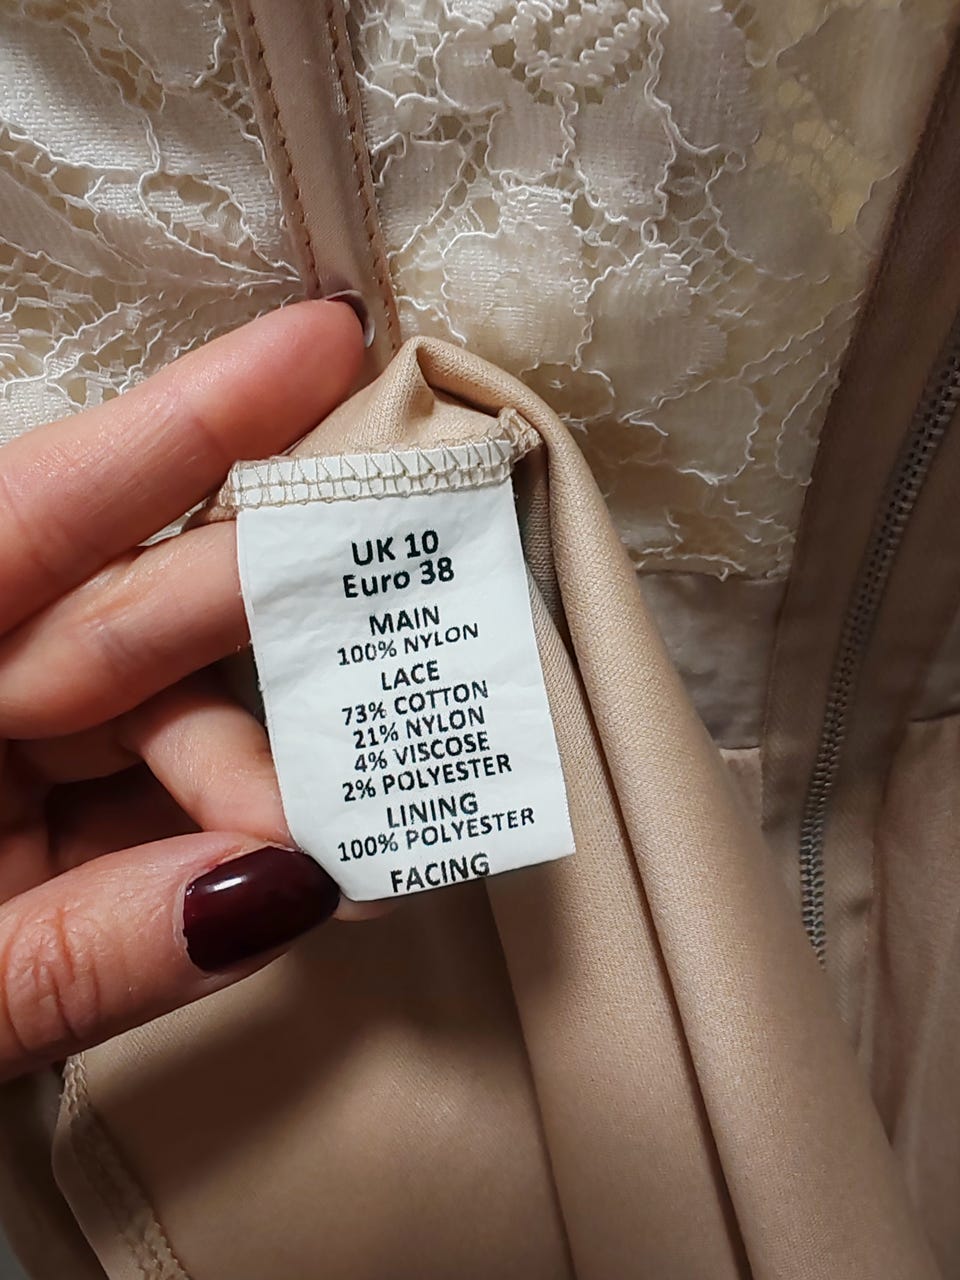 UK 10
Euro 38
MAIN
100% NYLON
LACE
73% COTTON
21% NYLON
4% VISCOSE
2% POLYESTER
LINING
100% POLYESTER
FACING